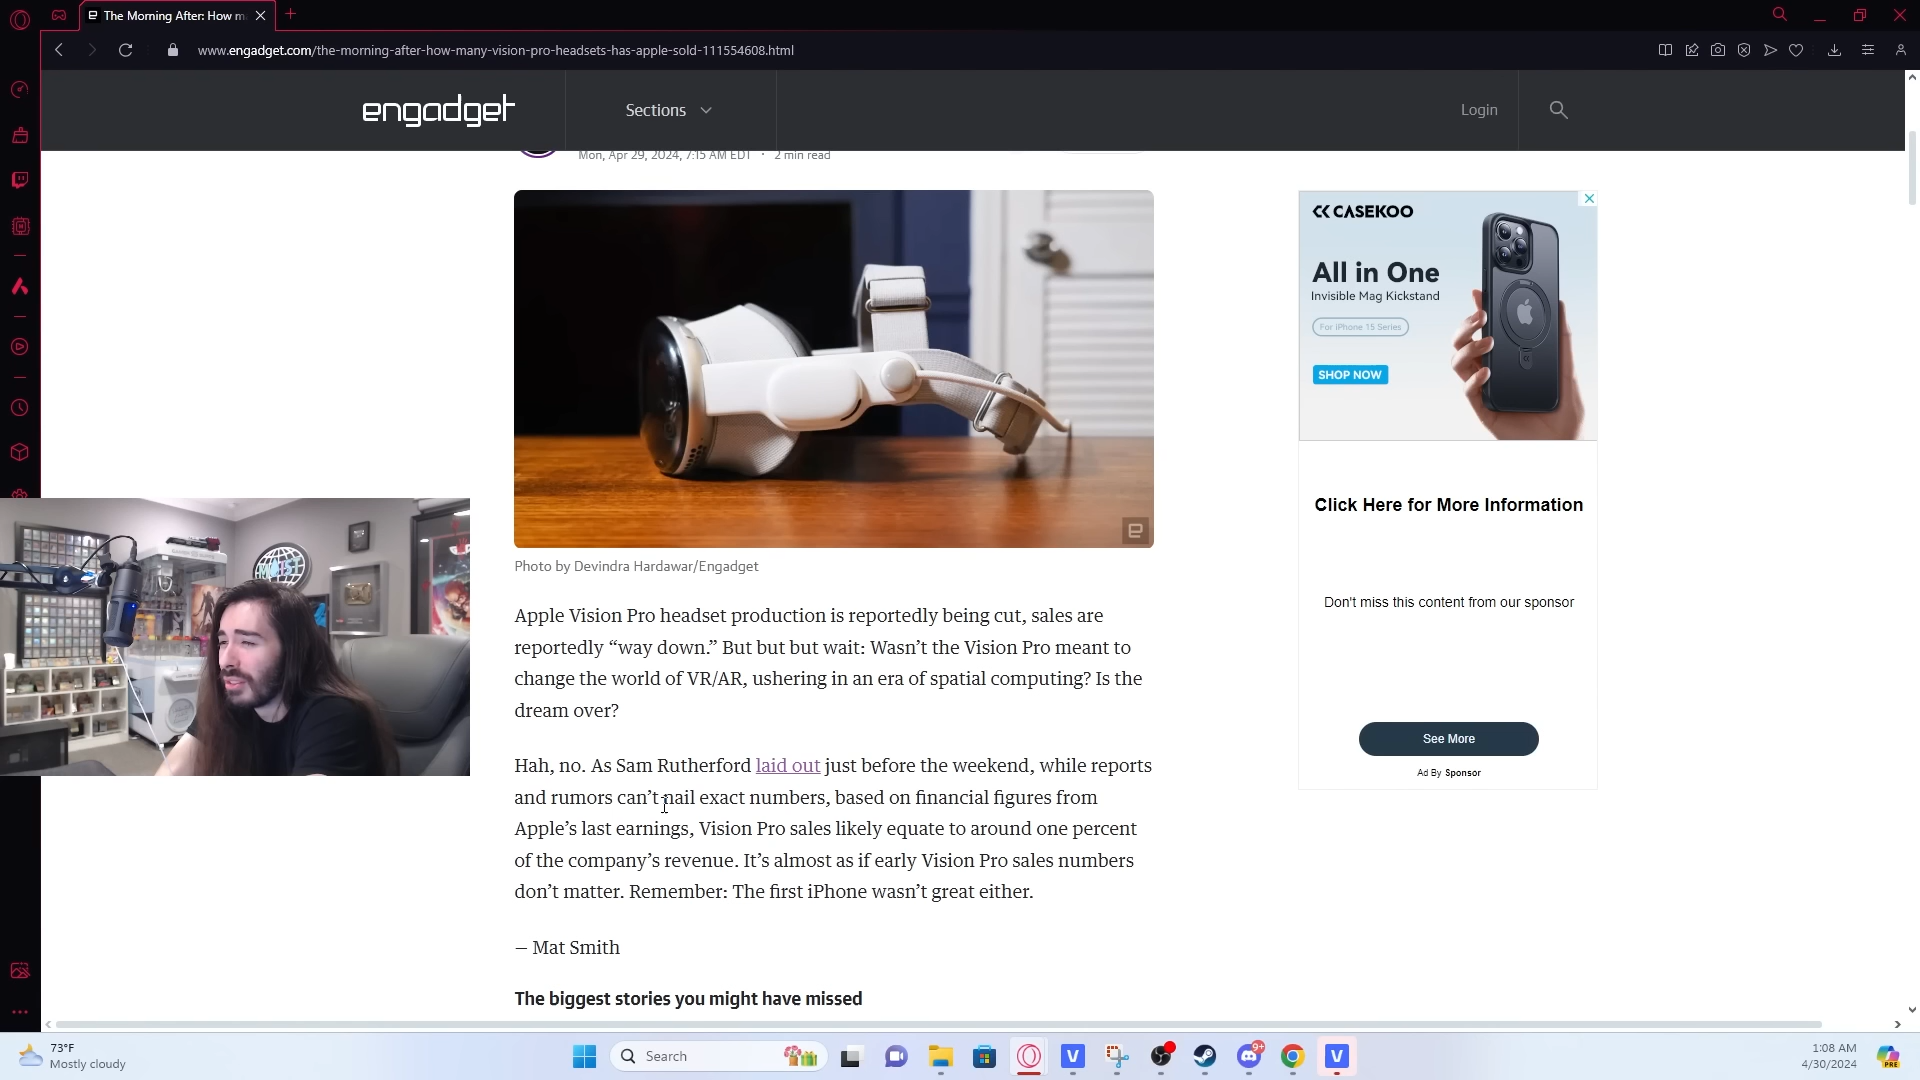 The Morning After: How m
www.engadget.com/the-morning-after-how-many-vision-pro-headsets-has-apple-sold-111554608.html
engadget
Sections
Login
Mon, Apr 29, 2024, 7:15 AM EDT · 2 min read
CASEKOO
All in One
Invisible Mag Kickstand
For iPhone 15 Series
SHOP NOW
Click Here for More Information
Don't miss this content from our sponsor
See More
Ad By Sponsor
Photo by Devindra Hardawar/Engadget
Apple Vision Pro headset production is reportedly being cut, sales are
reportedly “way down.” But but but wait: Wasn’t the Vision Pro meant to
change the world of VR/AR, ushering in an era of spatial computing? Is the
dream over?
Hah, no. As Sam Rutherford laid out just before the weekend, while reports
and rumors can’t nail exact numbers, based on financial figures from
Apple’s last earnings, Vision Pro sales likely equate to around one percent
of the company’s revenue. It’s almost as if early Vision Pro sales numbers
don’t matter. Remember: The first iPhone wasn’t great either.
— Mat Smith
The biggest stories you might have missed
73°F
Mostly cloudy
Search
9+
1:08 AM
4/30/2024
PRE